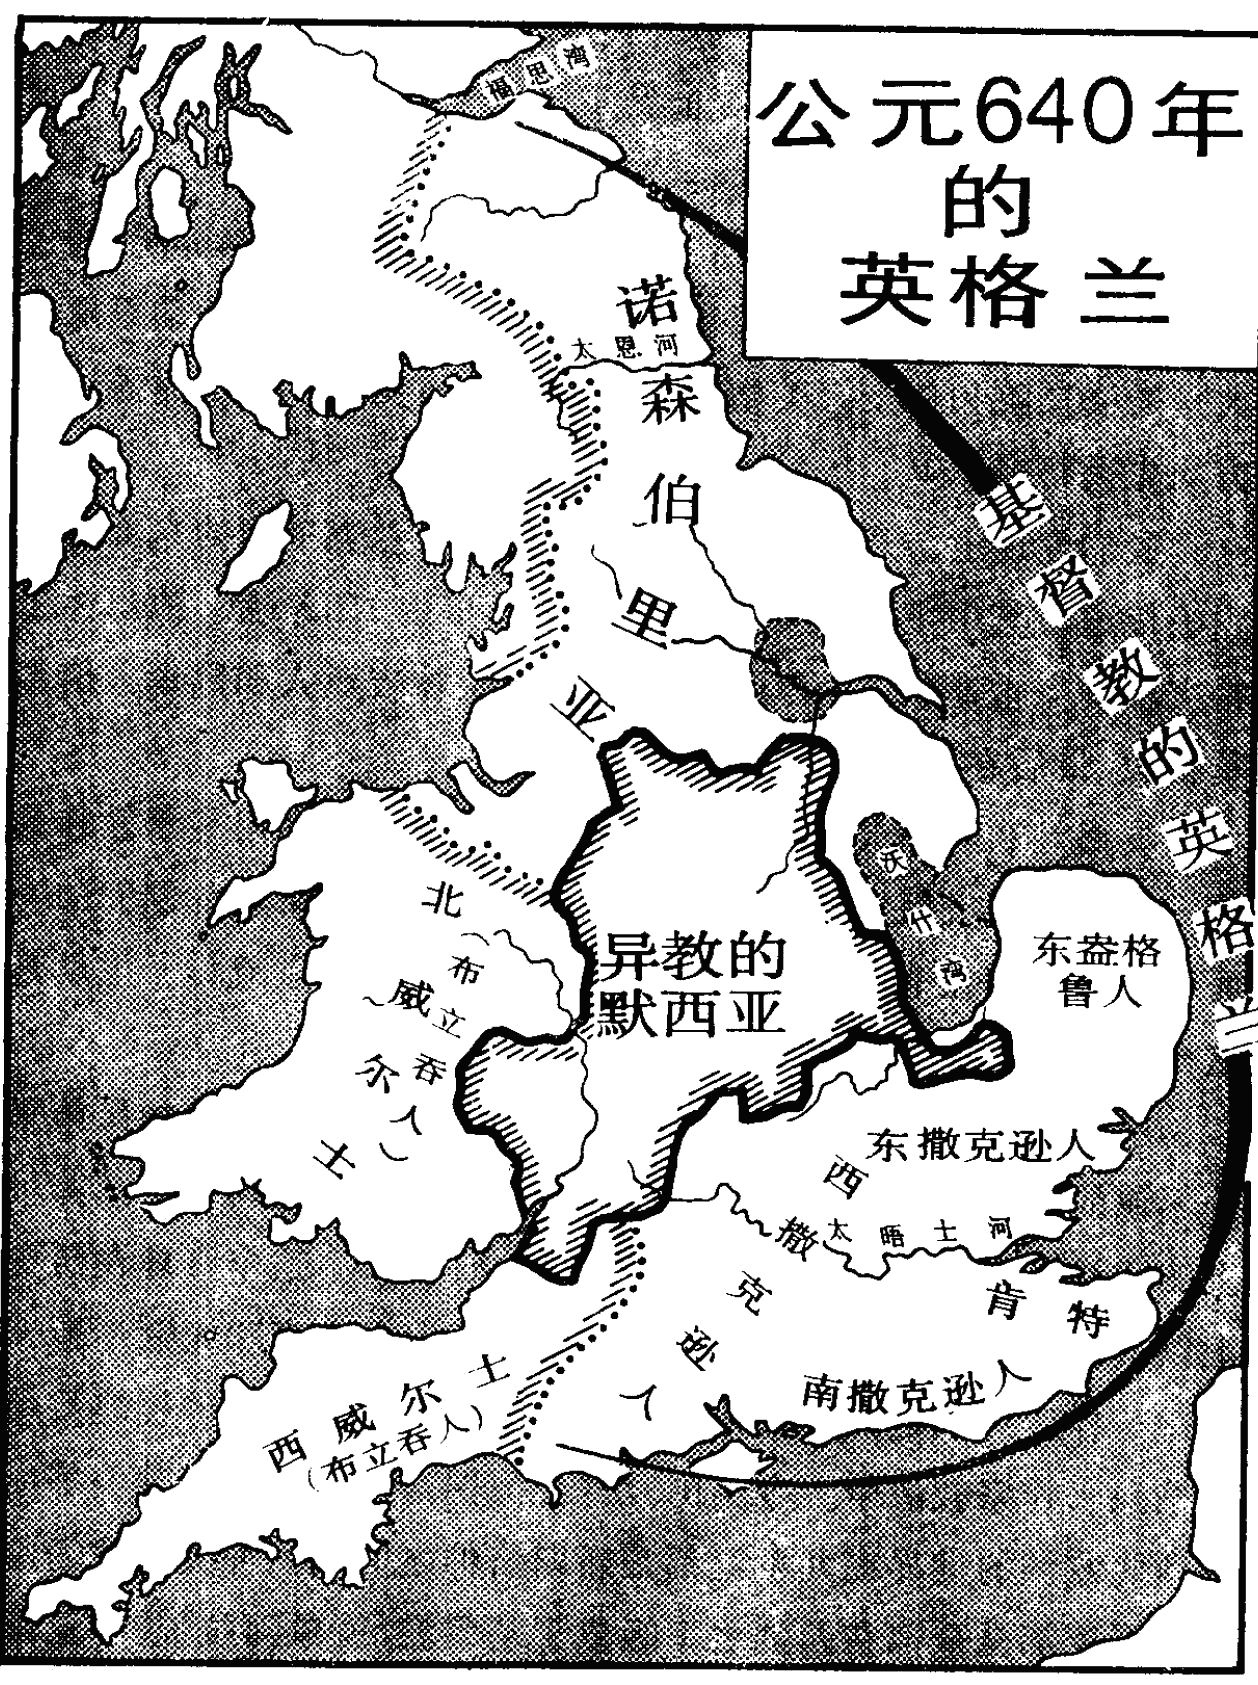 公元640年
的
英格兰
福思湾
诺森伯里亚
太恩河
基督教的英格兰
沃什湾
北威尔士
(布立吞人)
异教的
默西亚
东盎格
鲁人
东撒克逊人
西撒克逊人
太晤士河
肯特
南撒克逊人
西威尔士
(布立吞人)